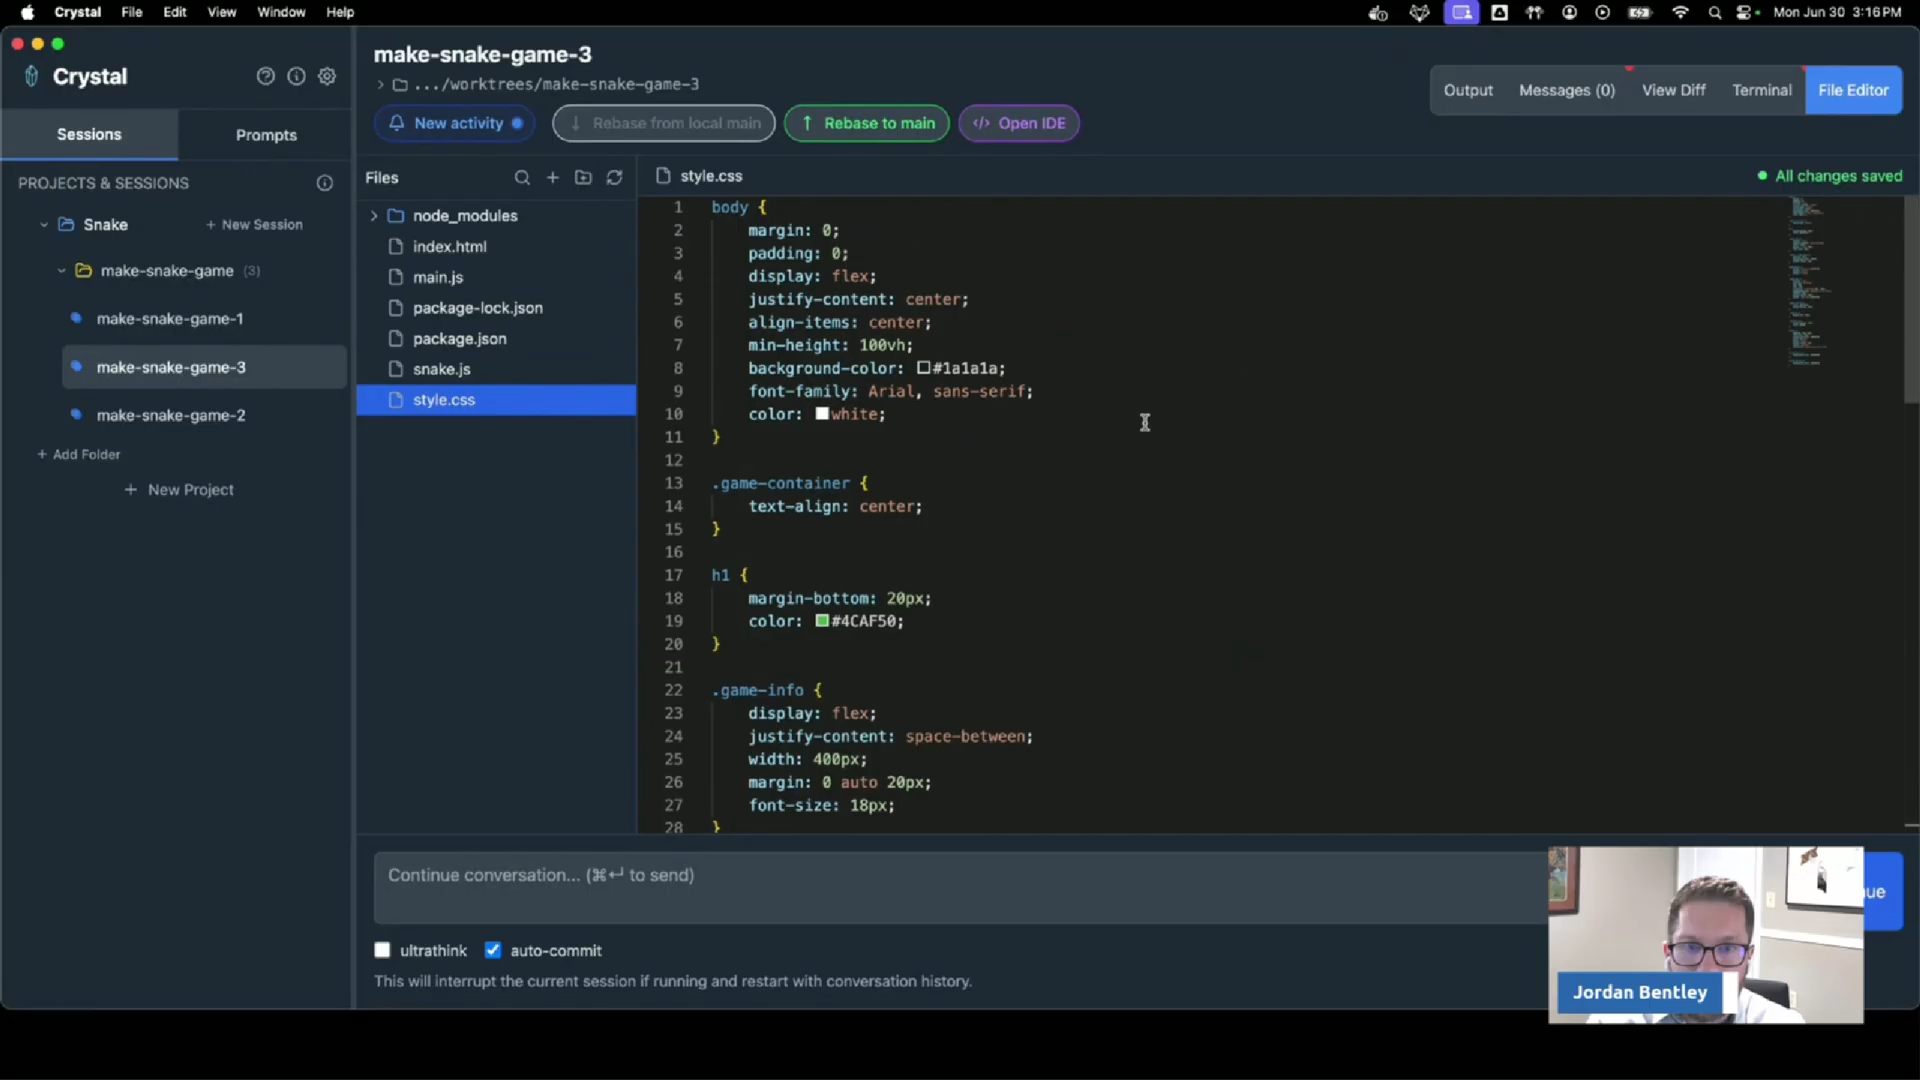 Crystal File Edit View Window Help
Mon Jun 30 3:16 PM
Crystal
Sessions Prompts
PROJECTS & SESSIONS
Snake + New Session
make-snake-game (3)
make-snake-game-1
make-snake-game-3
make-snake-game-2
+ Add Folder
+ New Project
make-snake-game-3
.../worktrees/make-snake-game-3
New activity ↓ Rebase from local main ↑ Rebase to main </> Open IDE
Output Messages (0) View Diff Terminal File Editor
Files
node_modules
index.html
main.js
package-lock.json
package.json
snake.js
style.css
style.css
All changes saved
1 body {
2 margin: 0;
3 padding: 0;
4 display: flex;
5 justify-content: center;
6 align-items: center;
7 min-height: 100vh;
8 background-color: #1a1a1a;
9 font-family: Arial, sans-serif;
10 color: white;
11 }
12
13 .game-container {
14 text-align: center;
15 }
16
17 h1 {
18 margin-bottom: 20px;
19 color: #4CAF50;
20 }
21
22 .game-info {
23 display: flex;
24 justify-content: space-between;
25 width: 400px;
26 margin: 0 auto 20px;
27 font-size: 18px;
28 }
Continue conversation... (⌘↵ to send)
ue
ultrathink auto-commit
This will interrupt the current session if running and restart with conversation history.
Jordan Bentley